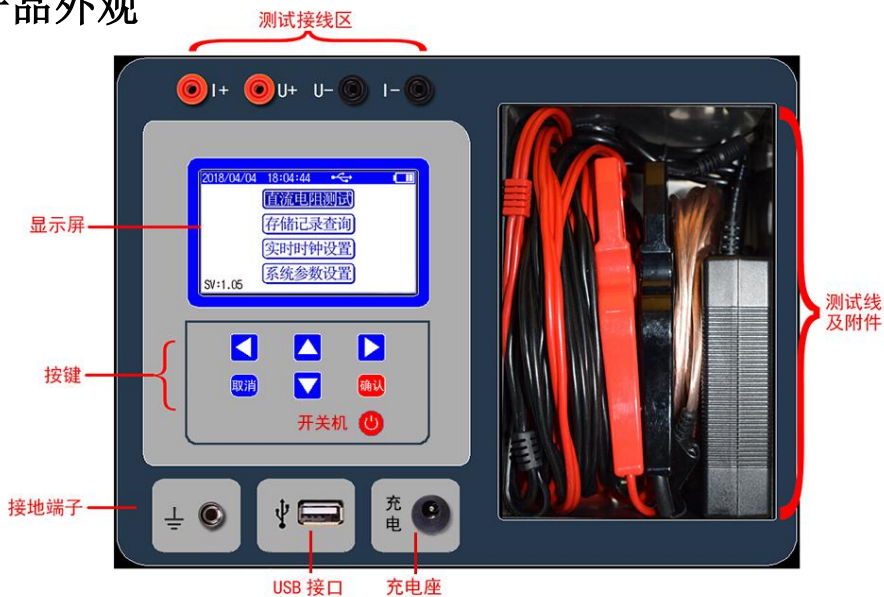 品外观
测试接线区
I+ U+ U- I-
2018/04/04 18:04:44
直流电阻测试
存储记录查询
实时时钟设置
系统参数设置
SV:1.05
显示屏
测试线
及附件
按键
取消
确认
开关机
接地端子
充
电
USB 接口
充电座